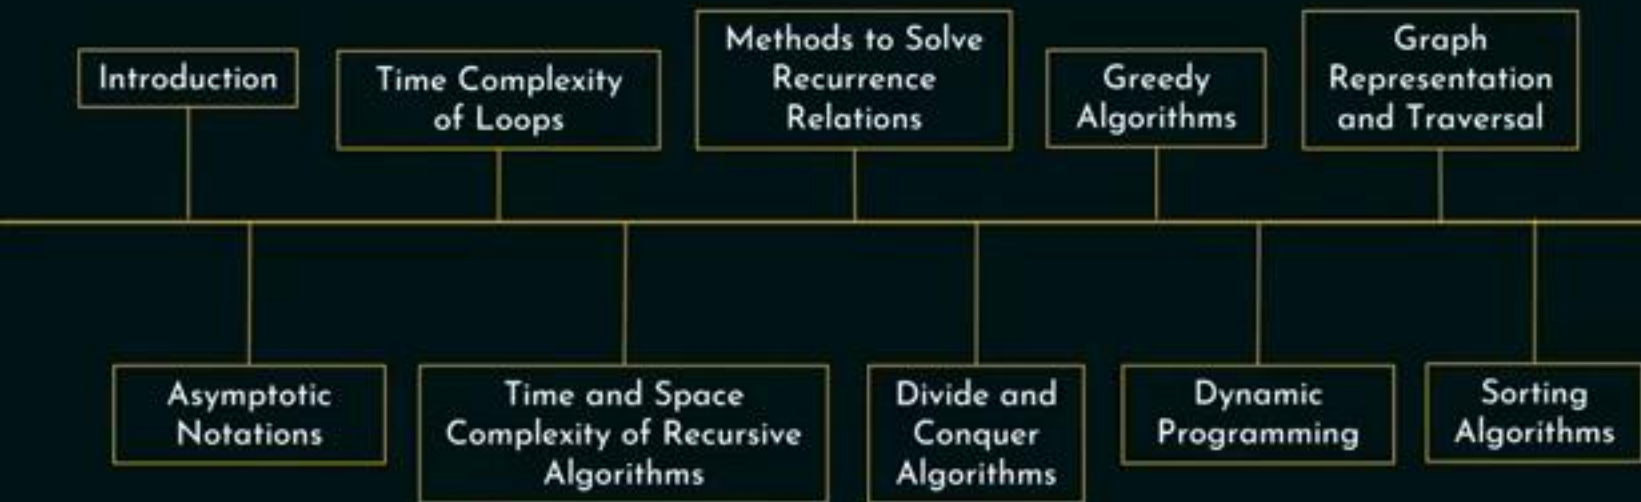 Introduction
Time Complexity
of Loops
Methods to Solve
Recurrence
Relations
Greedy
Algorithms
Graph
Representation
and Traversal
Asymptotic
Notations
Time and Space
Complexity of Recursive
Algorithms
Divide and
Conquer
Algorithms
Dynamic
Programming
Sorting
Algorithms